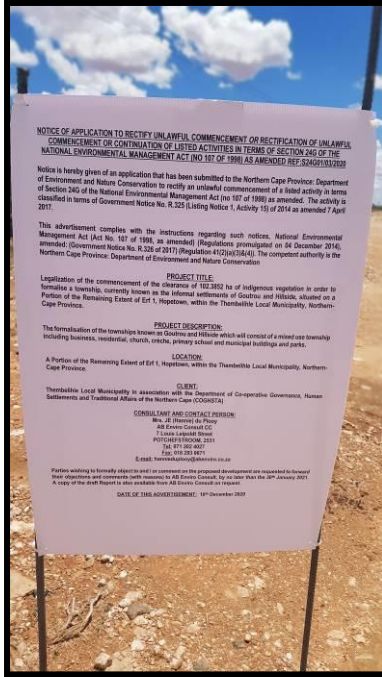 NOTICE OF APPLICATION TO RECTIFY UNLAWFUL COMMENCEMENT OR RECTIFICATION OF UNLAWFUL
COMMENCEMENT OR CONTINUATION OF LISTED ACTIVITIES IN TERMS OF SECTION 24G OF THE
NATIONAL ENVIRONMENTAL MANAGEMENT ACT (NO 107 OF 1998) AS AMENDED REF:S24G01/03/2020
Notice is hereby given of an application that has been submitted to the Northern Cape Province: Department
of Environment and Nature Conservation to rectify an unlawful commencement of a listed activity in terms
of Section 24G of the National Environmental Management Act (no 107 of 1998) as amended. The activity is
classified in terms of Government Notice No. R.325 (Listing Notice 1, Activity 15) of 2014 as amended 7 April
2017.
This advertisement complies with the instructions regarding such notices, National Environmental
Management Act (Act No. 107 of 1998, as amended) (Regulations promulgated on 04 December 2014),
amended: (Government Notice No. R.326 of 2017) (Regulation 41(2)(a)(3)&(4)). The competent authority is the
Northern Cape Province: Department of Environment and Nature Conservation
PROJECT TITLE:
Legalization of the commencement of the clearance of 102.3852 ha of indigenous vegetation in order to
formalise a township, currently known as the informal settlements of Goutrou and Hillside, situated on a
Portion of the Remaining Extent of Erf 1, Hopetown, within the Thembelihle Local Municipality, Northern-
Cape Province.
PROJECT DESCRIPTION:
The formalisation of the townships known as Goutrou and Hillside which will consist of a mixed use township
including business, residential, church, creche, primary school and municipal buildings and parks.
LOCATION:
A Portion of the Remaining Extent of Erf 1, Hopetown, within the Thembelihle Local Municipality, Northern-
Cape Province.
CLIENT:
Thembelihle Local Municipality in association with the Department of Co-operative Governance, Human
Settlements and Traditional Affairs of the Northern Cape (COGHSTA)
CONSULTANT AND CONTACT PERSON:
Mrs. JE (Hennie) du Plooy
AB Enviro Consult CC
7 Louis Leipoldt Street
POTCHEFSTROOM, 2531
Tel: 071 202 4027
Fax: 018 293 0671
E-mail: hennieduplooy@abenviro.co.za
Parties wishing to formally object to and / or comment on the proposed development are requested to forward
their objections and comments (with reasons) to AB Enviro Consult, by no later than the 30th January 2021.
A copy of the draft Report is also available from AB Enviro Consult on request.
DATE OF THIS ADVERTISEMENT: 10th December 2020